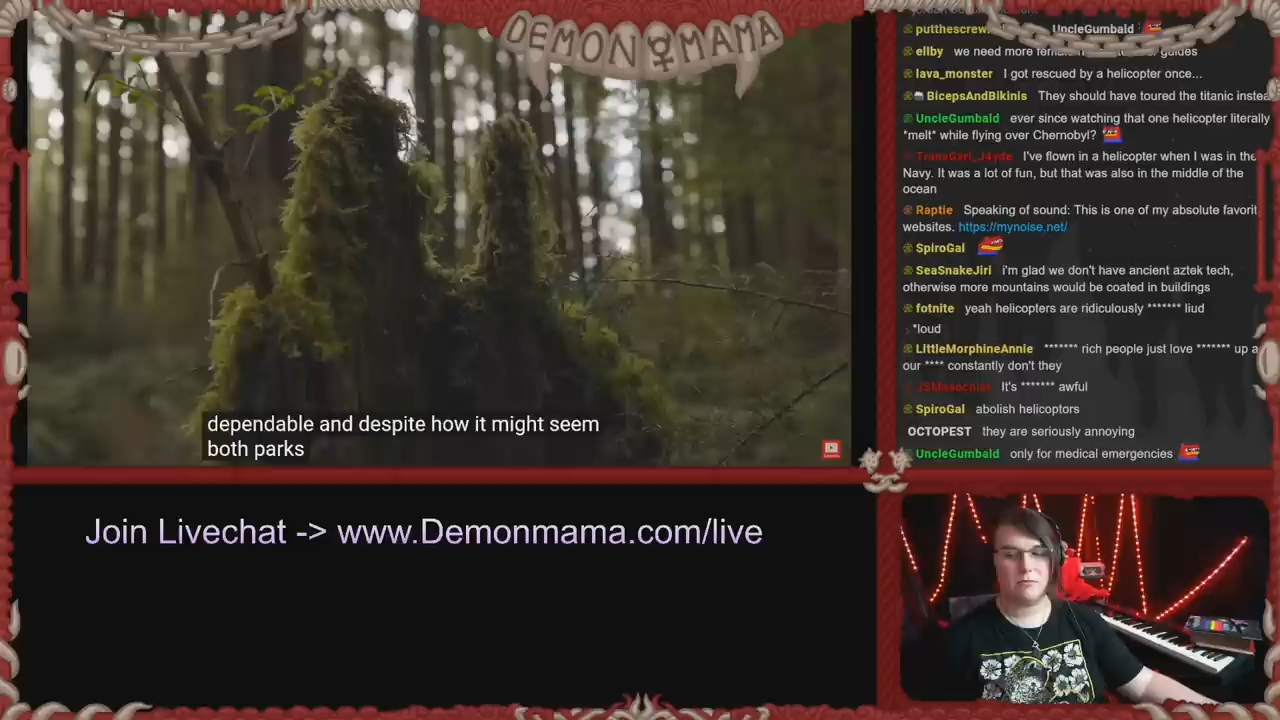 DEMON MAMA
dependable and despite how it might seem
both parks
Join Livechat -> www.Demonmama.com/live
UncleGumbald
ellby we need more guides
lava_monster I got rescued by a helicopter once...
BicepsAndBikinis They should have toured the titanic instea
UncleGumbald ever since watching that one helicopter literally
*melt* while flying over Chernobyl?
TransGxrl_J4yde I've flown in a helicopter when I was in the
Navy. It was a lot of fun, but that was also in the middle of the
ocean
Raptie Speaking of sound: This is one of my absolute favorit
websites. https://mynoise.net/
SpiroGal
SeaSnakeJiri i'm glad we don't have ancient aztek tech,
otherwise more mountains would be coated in buildings
fotnite yeah helicopters are ridiculously ******* liud
*loud
LittleMorphineAnnie ******* rich people just love ******* up a
our **** constantly don't they
It's ******* awful
SpiroGal abolish helicoptors
OCTOPEST they are seriously annoying
UncleGumbald only for medical emergencies